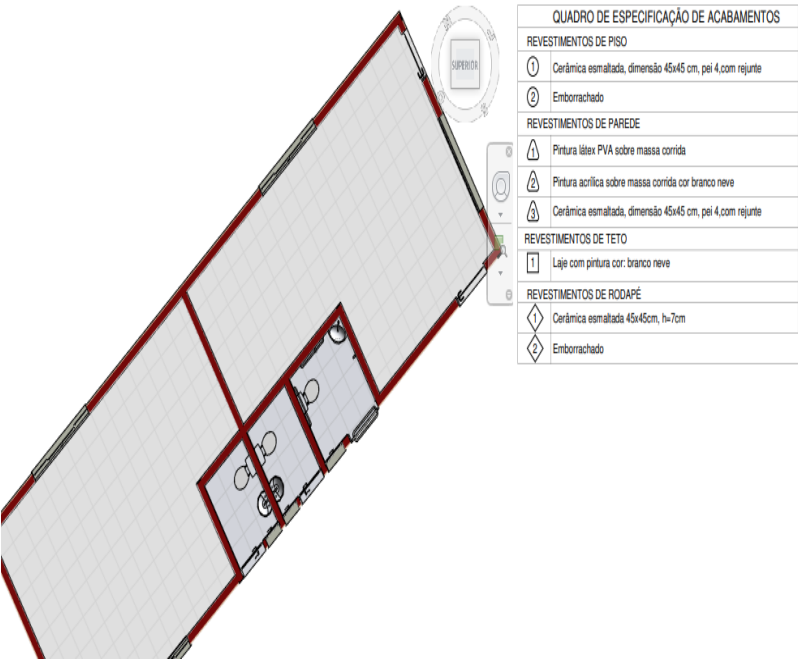 SUPERIOR
QUADRO DE ESPECIFICAÇÃO DE ACABAMENTOS
REVESTIMENTOS DE PISO
1 Cerâmica esmaltada, dimensão 45x45 cm, pei 4,com rejunte
2 Emborrachado
REVESTIMENTOS DE PAREDE
1 Pintura látex PVA sobre massa corrida
2 Pintura acrílica sobre massa corrida cor branco neve
3 Cerâmica esmaltada, dimensão 45x45 cm, pei 4,com rejunte
REVESTIMENTOS DE TETO
1 Laje com pintura cor: branco neve
REVESTIMENTOS DE RODAPÉ
1 Cerâmica esmaltada 45x45cm, h=7cm
2 Emborrachado